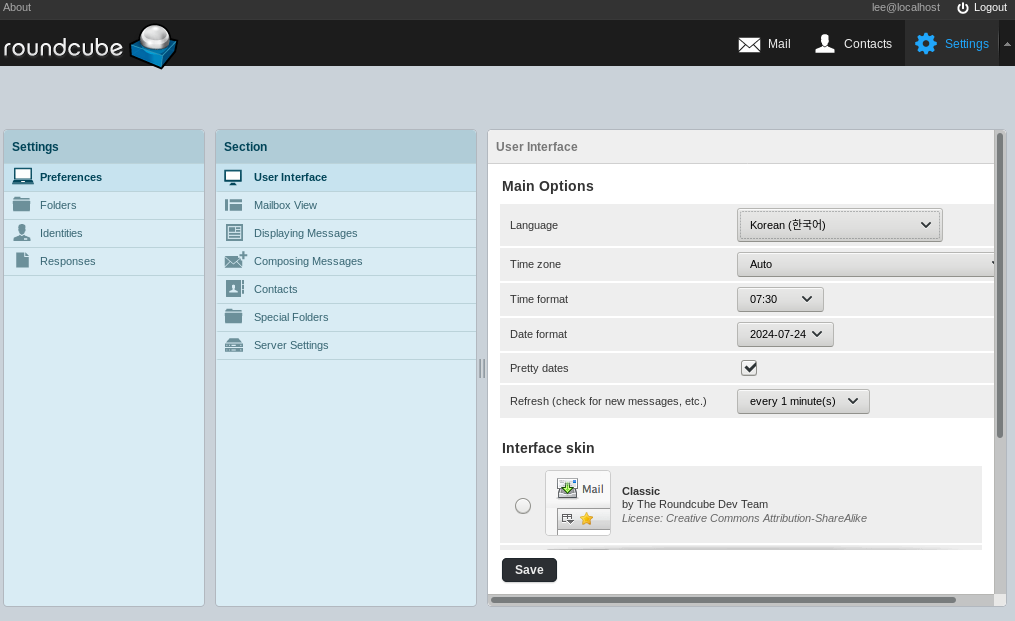 About
lee@localhost
Logout
roundcube
Mail
Contacts
Settings
Settings
Preferences
Folders
Identities
Responses
Section
User Interface
Mailbox View
Displaying Messages
Composing Messages
Contacts
Special Folders
Server Settings
User Interface
Main Options
Language
Korean (한국어)
Time zone
Auto
Time format
07:30
Date format
2024-07-24
Pretty dates
Refresh (check for new messages, etc.)
every 1 minute(s)
Interface skin
Mail
Classic
by The Roundcube Dev Team
License: Creative Commons Attribution-ShareAlike
Save